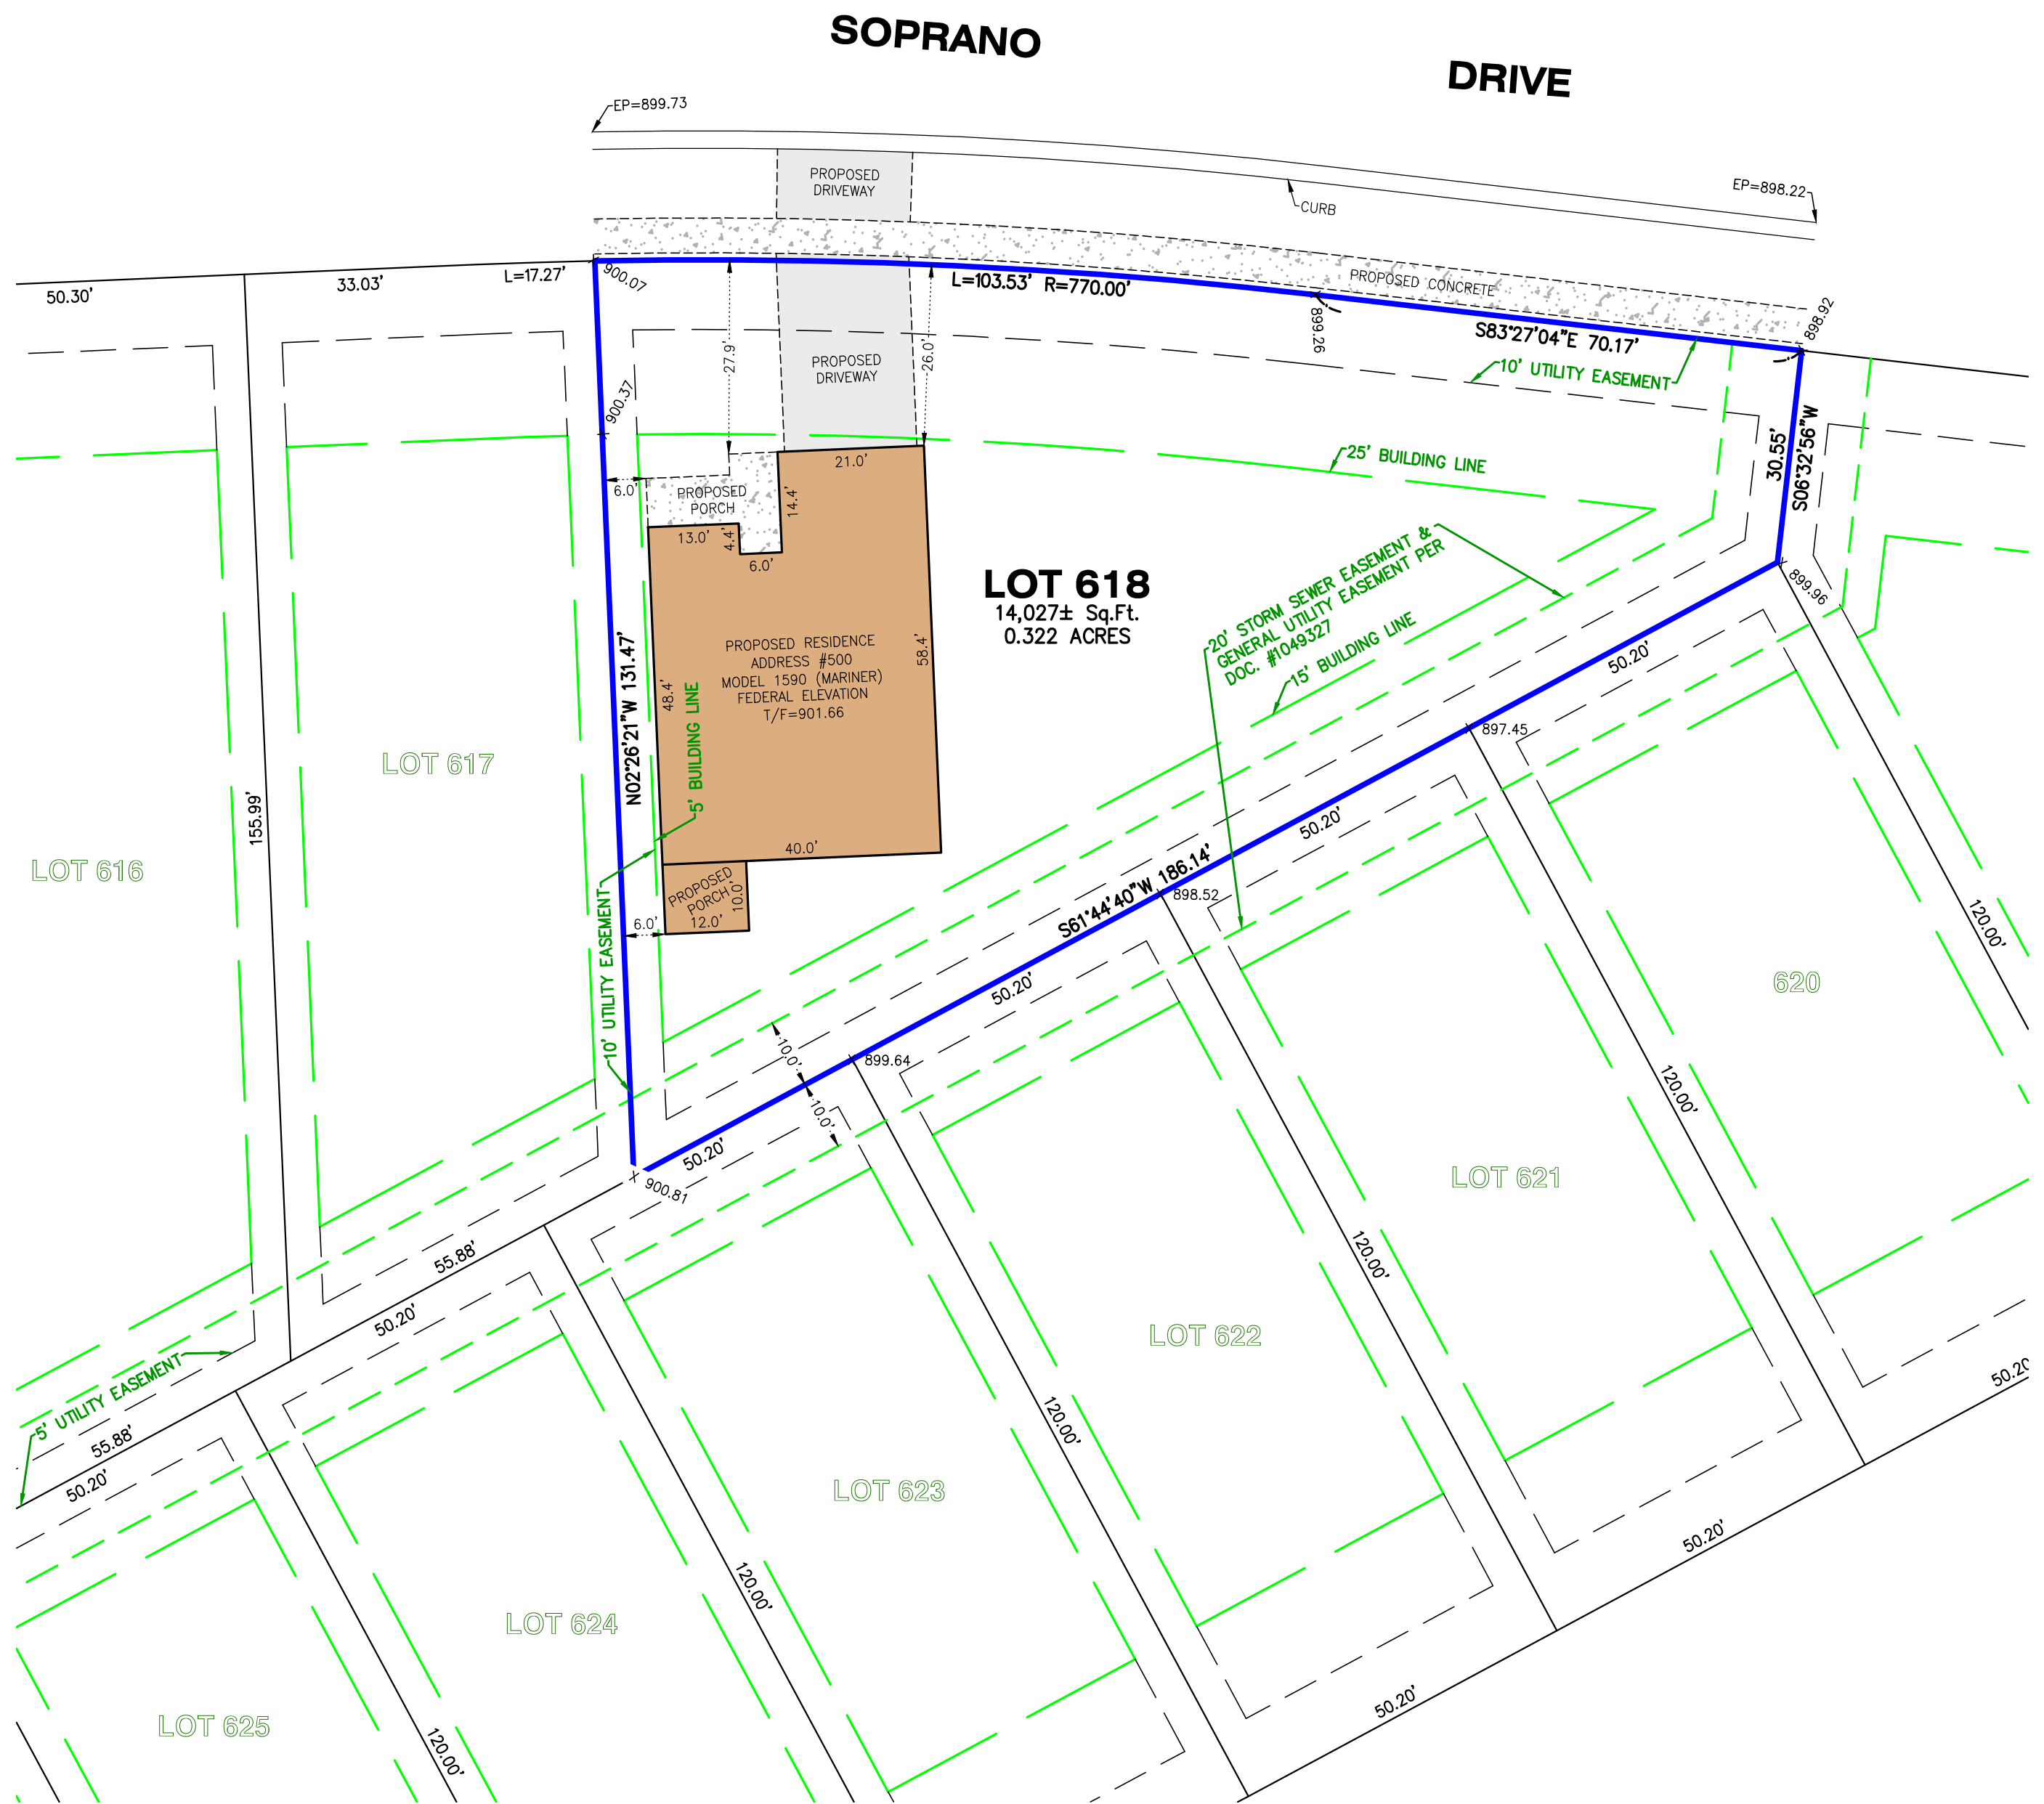 SOPRANO
DRIVE
EP=899.73
EP=898.22
PROPOSED
DRIVEWAY
CURB
PROPOSED CONCRETE
50.30'
33.03'
L=17.27'
900.07
L=103.53' R=770.00'
899.26
S83°27'04"E 70.17'
898.92
10' UTILITY EASEMENT
27.9'
PROPOSED
DRIVEWAY
26.0'
900.37
30.55'
S06°32'56"W
25' BUILDING LINE
6.0'
PROPOSED
PORCH
21.0'
14.4'
13.0'
4.4'
6.0'
LOT 618
14,027± Sq.Ft.
0.322 ACRES
20' STORM SEWER EASEMENT &
GENERAL UTILITY EASEMENT PER
DOC. #1049327
15' BUILDING LINE
899.96
PROPOSED RESIDENCE
ADDRESS #500
MODEL 1590 (MARINER)
FEDERAL ELEVATION
T/F=901.66
58.4'
48.4'
N02°26'21"W 131.47'
5' BUILDING LINE
40.0'
PROPOSED
PORCH
10.0'
12.0'
6.0'
10' UTILITY EASEMENT
LOT 617
155.99'
LOT 616
50.20'
897.45
50.20'
S61°44'40"W 186.14'
898.52
50.20'
120.00'
620
10.0'
899.64
10.0'
50.20'
900.81
120.00'
LOT 621
55.88'
50.20'
120.00'
LOT 622
5' UTILITY EASEMENT
55.88'
50.20'
50.20
120.00'
LOT 623
50.20'
120.00'
LOT 624
50.20'
LOT 625
120.00'